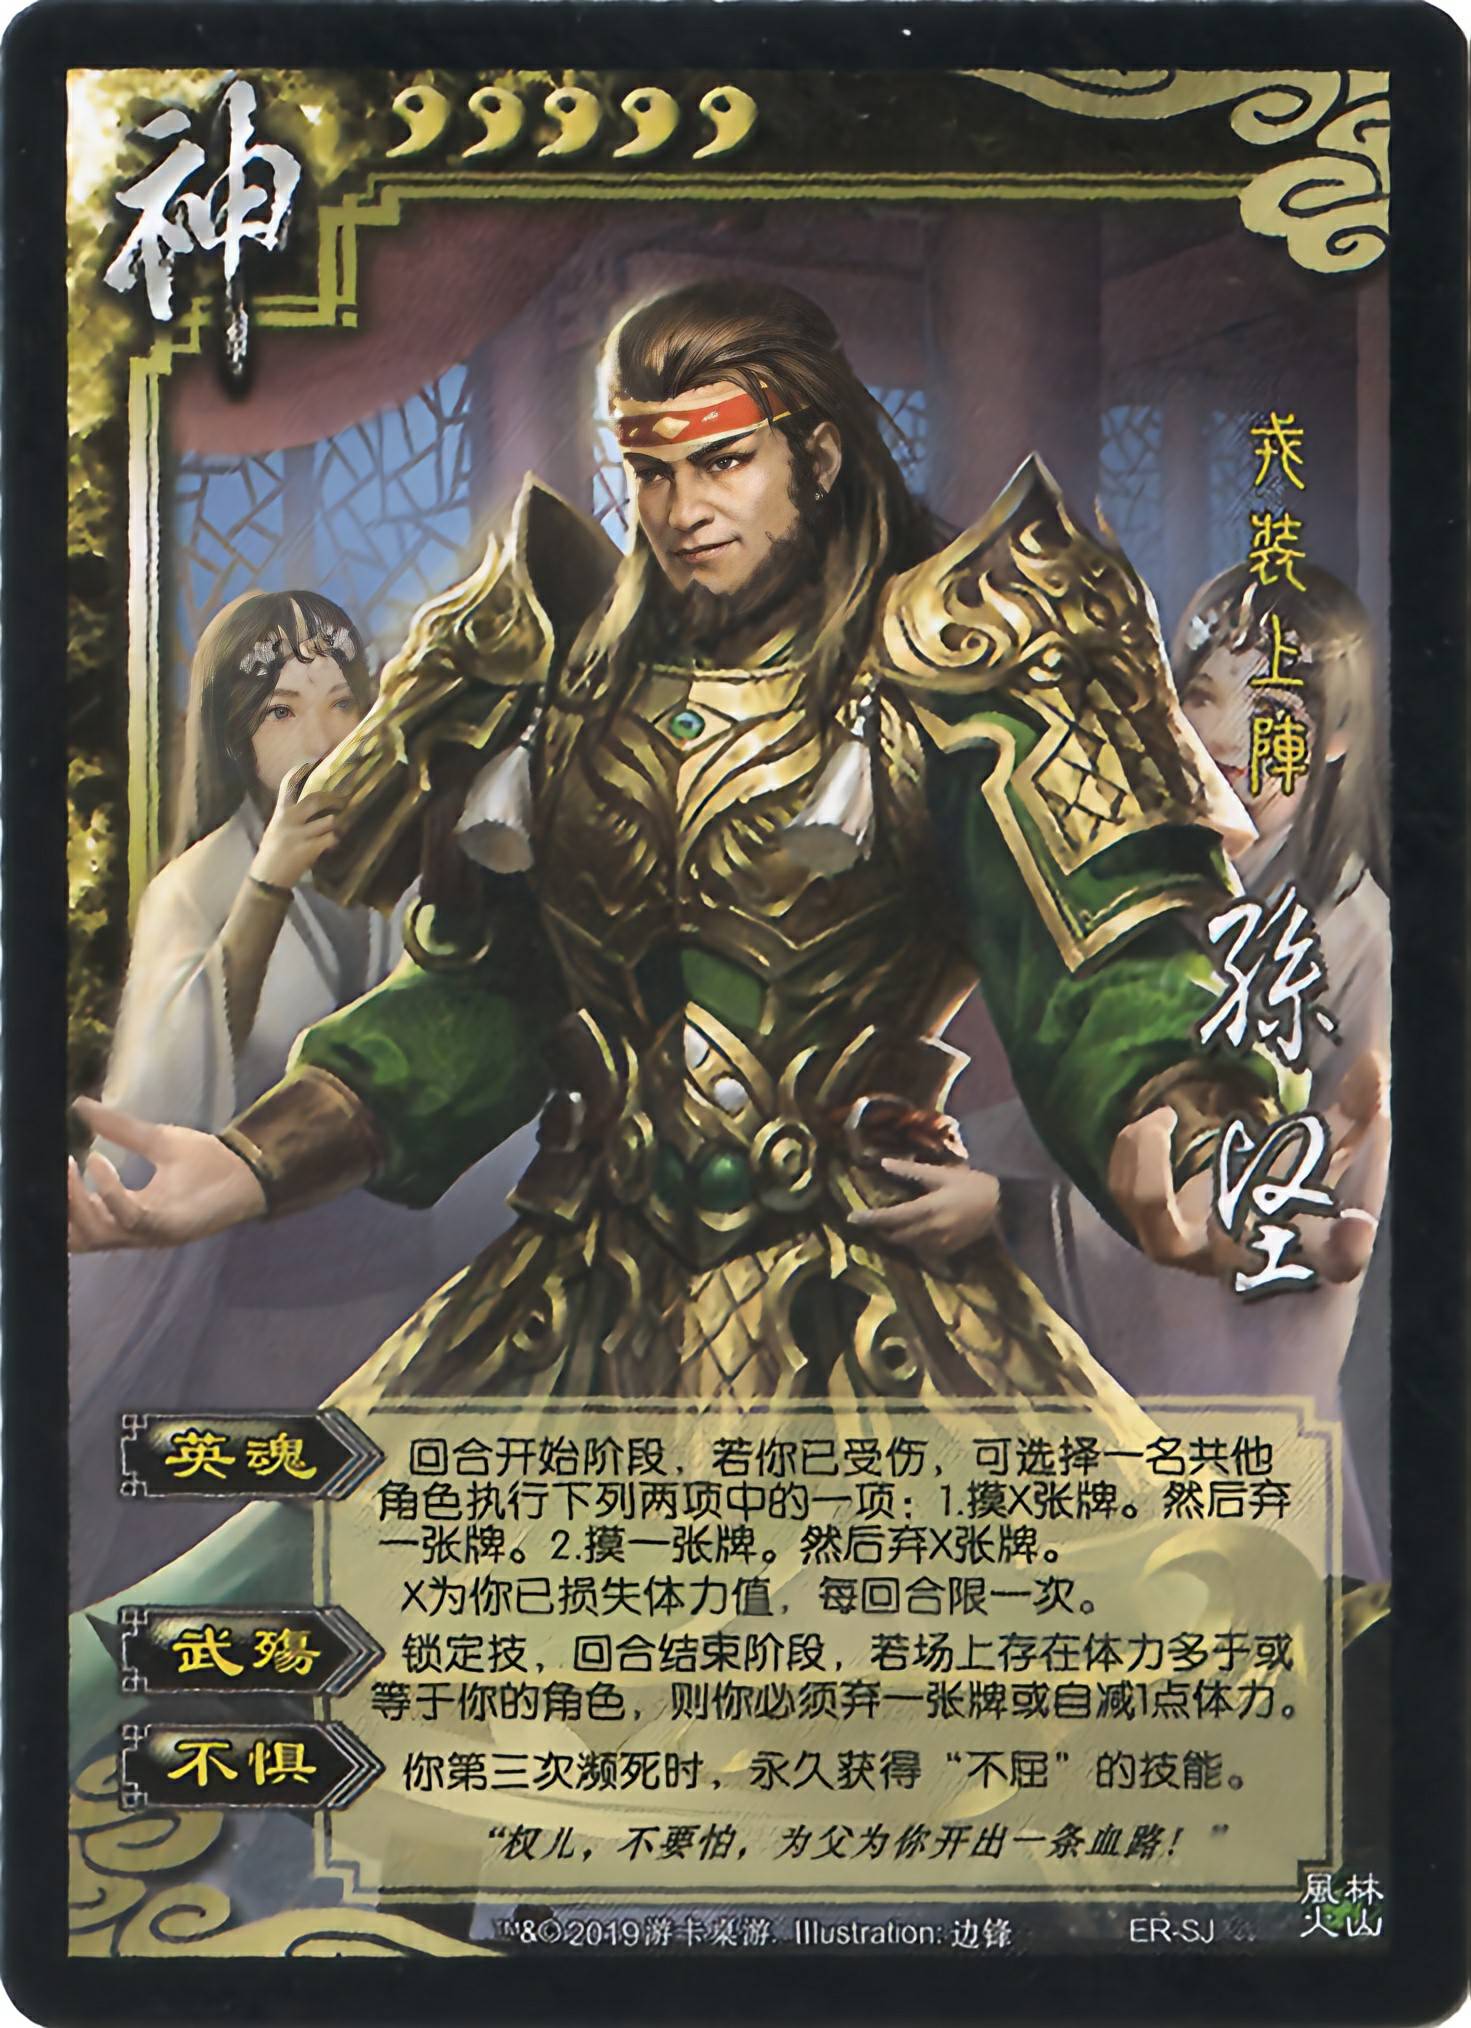 神
戎装上陣
孫堅
英魂
回合开始阶段，若你已受伤，可选择一名共他
角色执行下列两项中的一项：1.摸X张牌。然后弃
一张牌。2.摸一张牌。然后弃X张牌。
X为你已损失体力值，每回合限一次。
武殤
锁定技，回合结束阶段，若场上存在体力多于或
等于你的角色，则你必须弃一张牌或自减1点体力。
不惧
你第三次濒死时，永久获得“不屈”的技能。
“权儿，不要怕，为父为你开出一条血路！”
™&©2019游卡桌游. Illustration: 边锋
ER-SJ
風林
火山